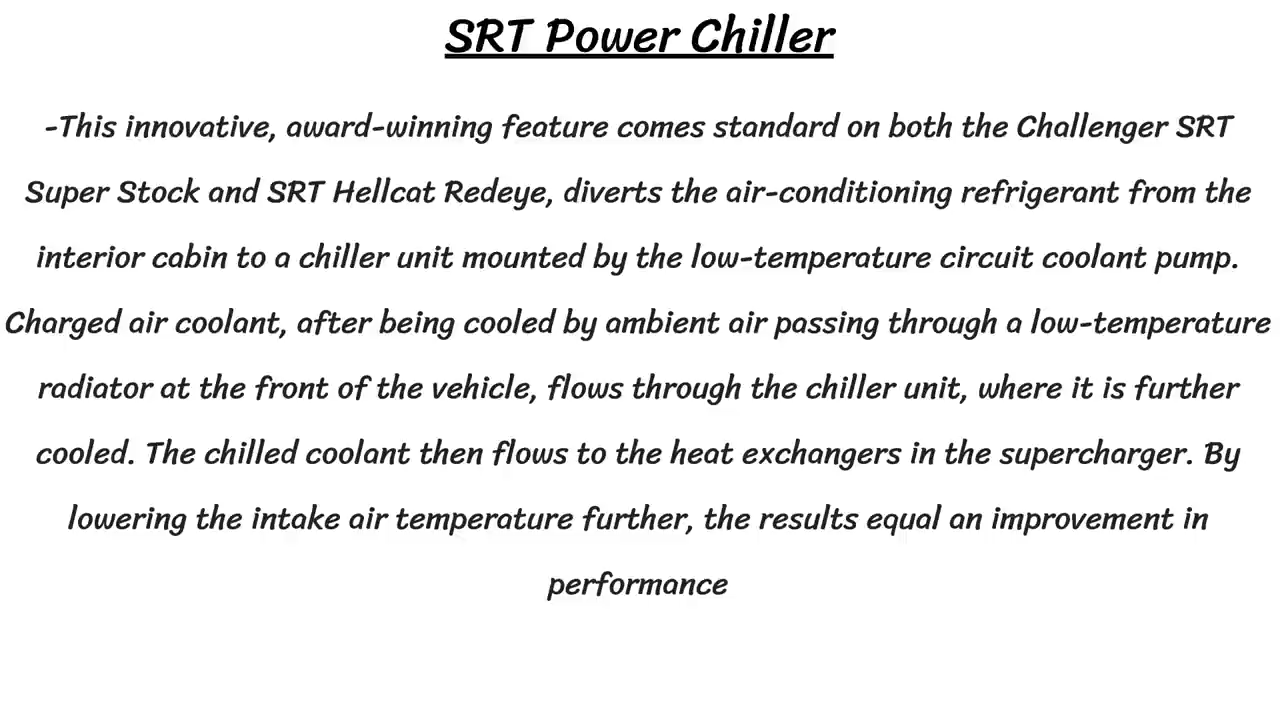 SRT Power Chiller
-This innovative, award-winning feature comes standard on both the Challenger SRT
Super Stock and SRT Hellcat Redeye, diverts the air-conditioning refrigerant from the
interior cabin to a chiller unit mounted by the low-temperature circuit coolant pump.
Charged air coolant, after being cooled by ambient air passing through a low-temperature
radiator at the front of the vehicle, flows through the chiller unit, where it is further
cooled. The chilled coolant then flows to the heat exchangers in the supercharger. By
lowering the intake air temperature further, the results equal an improvement in
performance